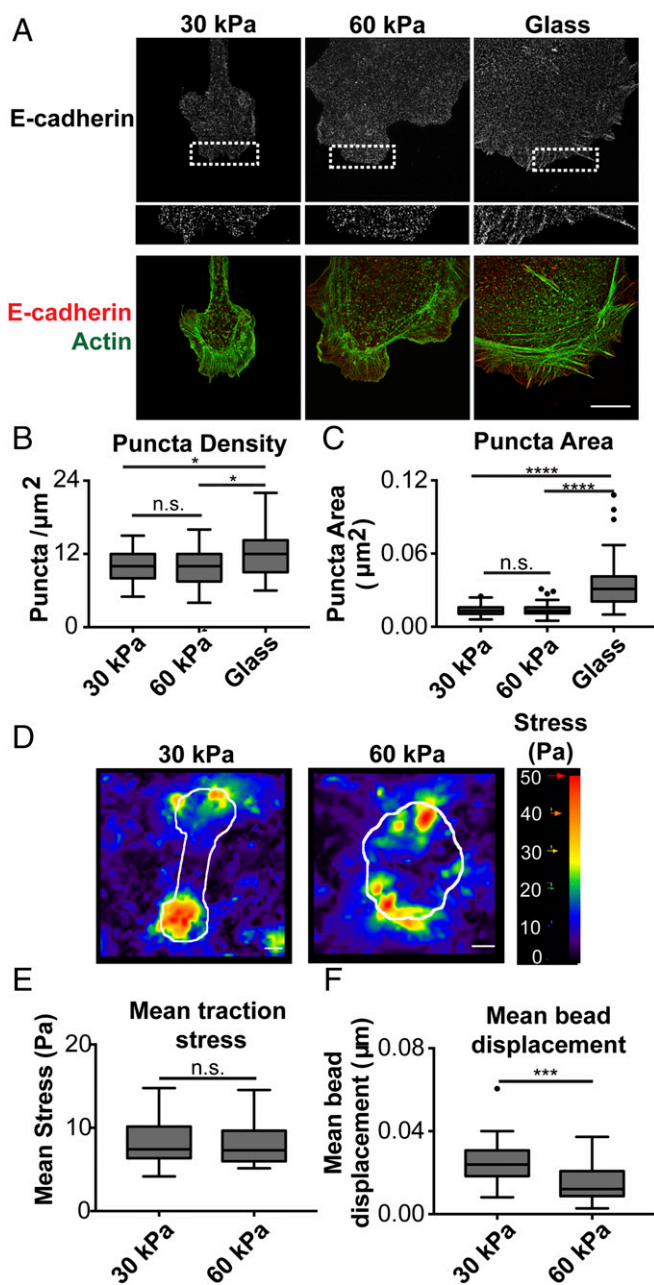 A
30 kPa 60 kPa Glass
E-cadherin
E-cadherin
Actin
B
Puncta Density
*
*
n.s.
Puncta /µm2
24
12
0
30 kPa
60 kPa
Glass
C
Puncta Area
****
****
n.s.
Puncta Area
( µm²)
0.12
0.06
0.00
30 kPa
60 kPa
Glass
D
30 kPa 60 kPa
Stress
(Pa)
50
40
30
20
10
0
E
Mean traction
stress
n.s.
Mean Stress (Pa)
20
10
0
30 kPa
60 kPa
F
Mean bead
displacement
***
Mean bead
displacement (µm)
0.08
0.04
0.00
30 kPa
60 kPa